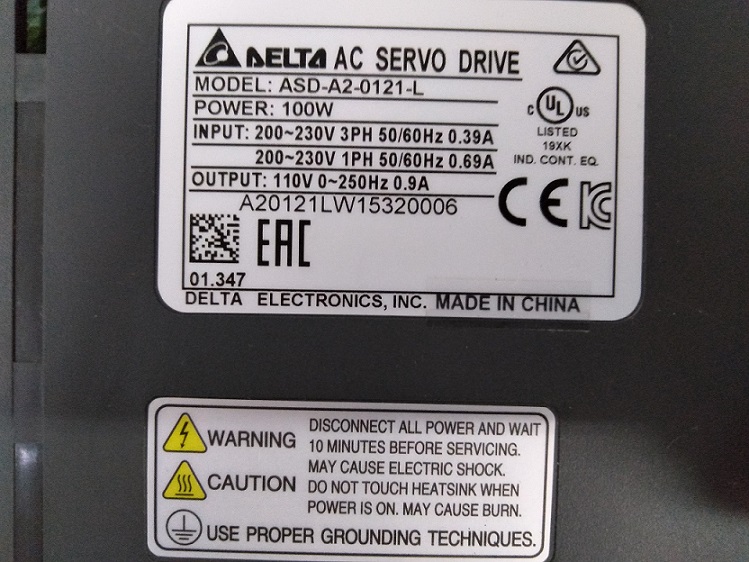 DELTA AC SERVO DRIVE
MODEL: ASD-A2-0121-L
POWER: 100W
INPUT: 200~230V 3PH 50/60Hz 0.39A
200~230V 1PH 50/60Hz 0.69A
OUTPUT: 110V 0~250Hz 0.9A
A20121LW15320006
C UL US
LISTED
19XK
IND. CONT. EQ.
CE KC
EAC
01.347
DELTA ELECTRONICS, INC. MADE IN CHINA
WARNING
DISCONNECT ALL POWER AND WAIT
10 MINUTES BEFORE SERVICING.
MAY CAUSE ELECTRIC SHOCK.
CAUTION
DO NOT TOUCH HEATSINK WHEN
POWER IS ON. MAY CAUSE BURN.
USE PROPER GROUNDING TECHNIQUES.